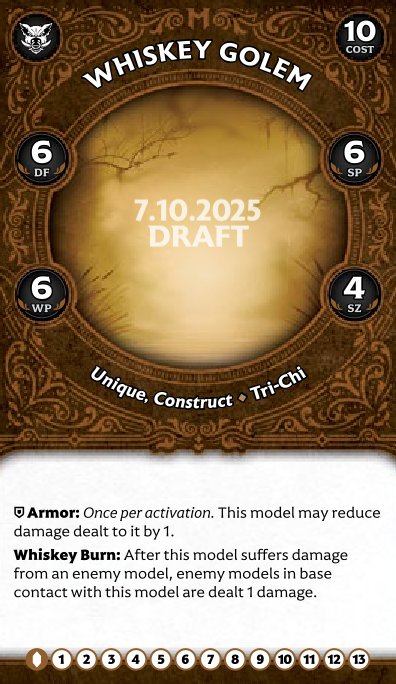 WHISKEY GOLEM
10
COST
6
DF
6
SP
7.10.2025
DRAFT
6
WP
4
SZ
Unique, Construct ◆ Tri-Chi
Armor: Once per activation. This model may reduce
damage dealt to it by 1.
Whiskey Burn: After this model suffers damage
from an enemy model, enemy models in base
contact with this model are dealt 1 damage.
1 2 3 4 5 6 7 8 9 10 11 12 13